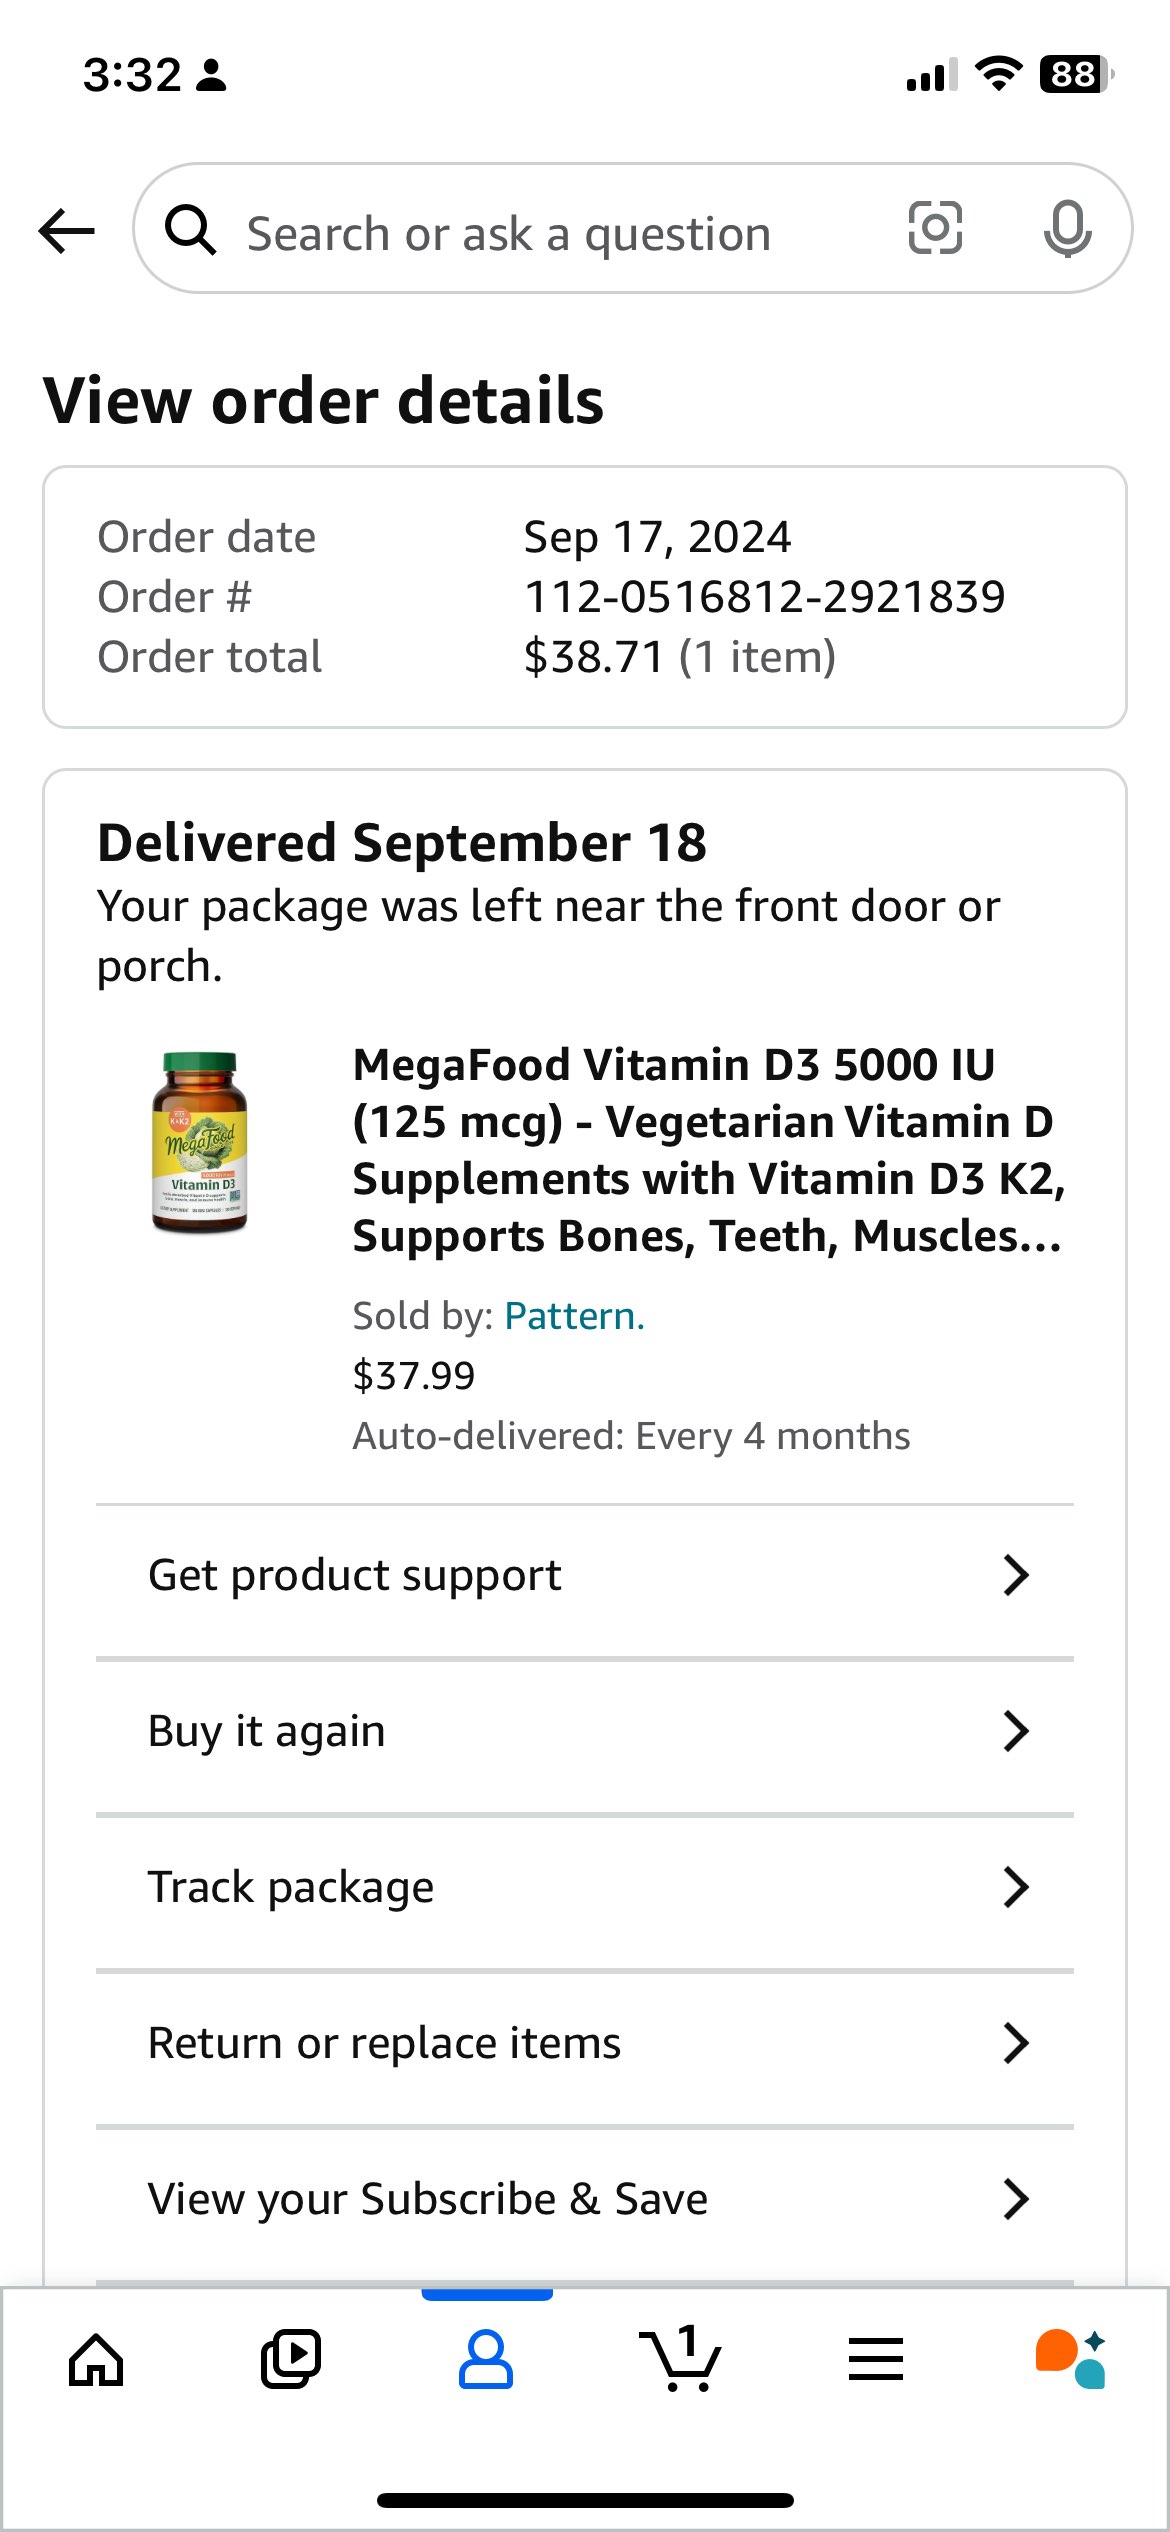 3:32
88
Search or ask a question
View order details
Order date Sep 17, 2024
Order # 112-0516812-2921839
Order total $38.71 (1 item)
Delivered September 18
Your package was left near the front door or
porch.
K+K2
MegaFood
Vitamin D3
MegaFood Vitamin D3 5000 IU
(125 mcg) - Vegetarian Vitamin D
Supplements with Vitamin D3 K2,
Supports Bones, Teeth, Muscles...
Sold by: Pattern.
$37.99
Auto-delivered: Every 4 months
Get product support
Buy it again
Track package
Return or replace items
View your Subscribe & Save
1